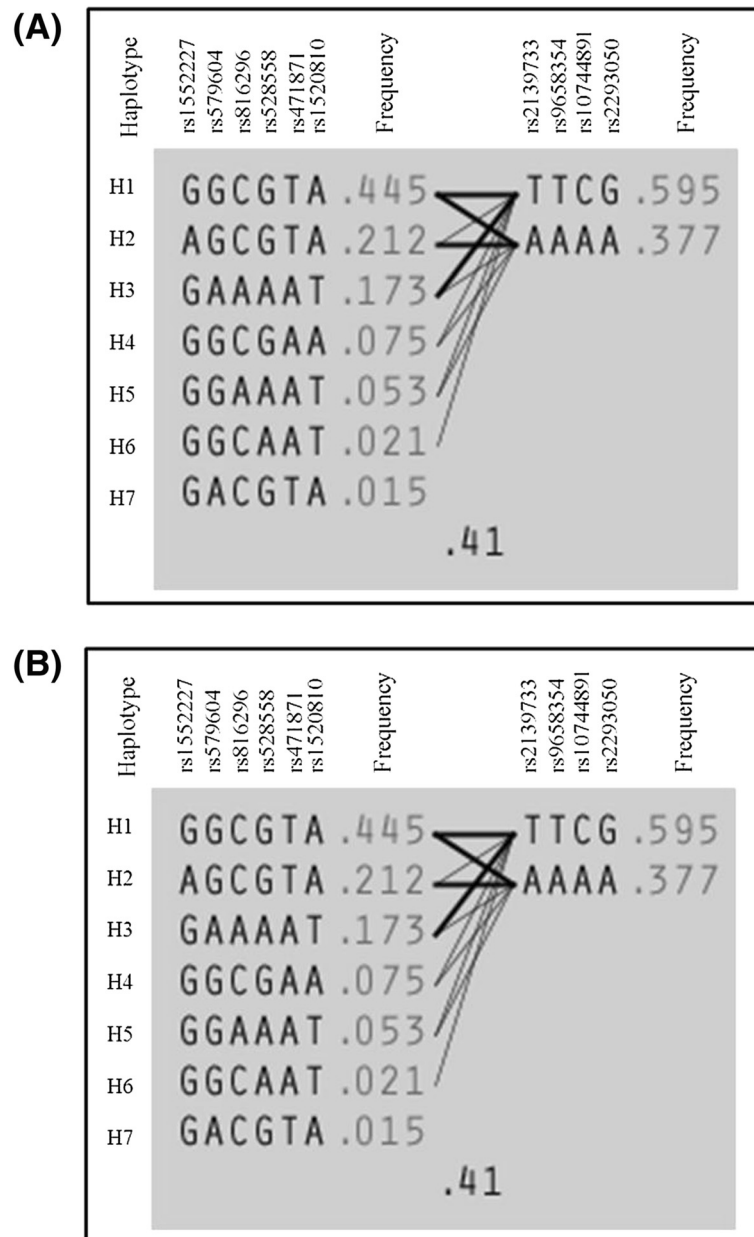 (A)
Haplotype rs1552227 rs579604 rs816296 rs528558 rs471871 rs1520810 Frequency rs2139733 rs9658354 rs10744891 rs2293050 Frequency
H1 GGCGTA .445 TTCG .595
H2 AGCGTA .212 AAAA .377
H3 GAAAAT .173
H4 GGCGAA .075
H5 GGAAAT .053
H6 GGCAAT .021
H7 GACGTA .015
.41
(B)
Haplotype rs1552227 rs579604 rs816296 rs528558 rs471871 rs1520810 Frequency rs2139733 rs9658354 rs10744891 rs2293050 Frequency
H1 GGCGTA .445 TTCG .595
H2 AGCGTA .212 AAAA .377
H3 GAAAAT .173
H4 GGCGAA .075
H5 GGAAAT .053
H6 GGCAAT .021
H7 GACGTA .015
.41